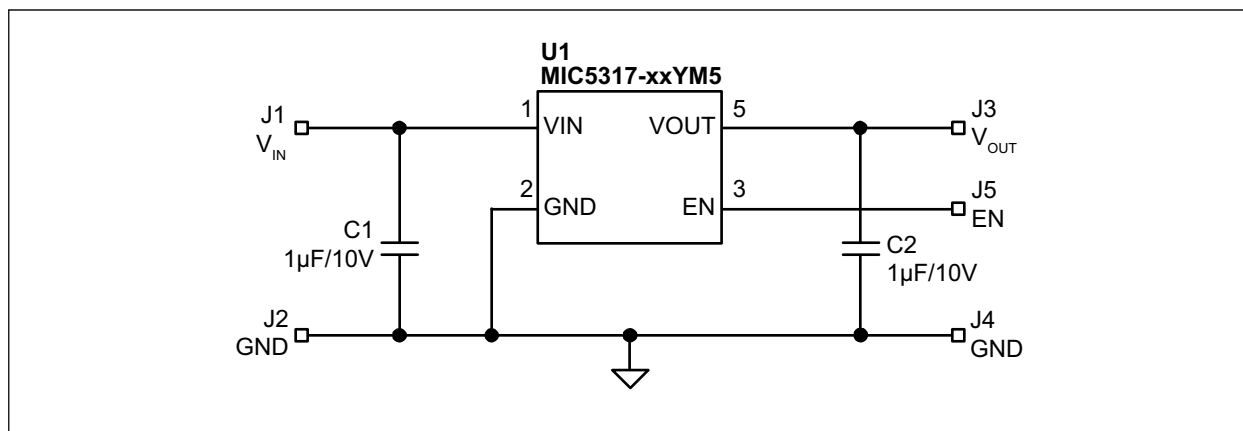 U1
MIC5317-xxYM5
J1
VIN
1
VIN
VOUT
5
J3
VOUT
2
GND
EN
3
J5
EN
C1
1µF/10V
C2
1µF/10V
J2
GND
J4
GND